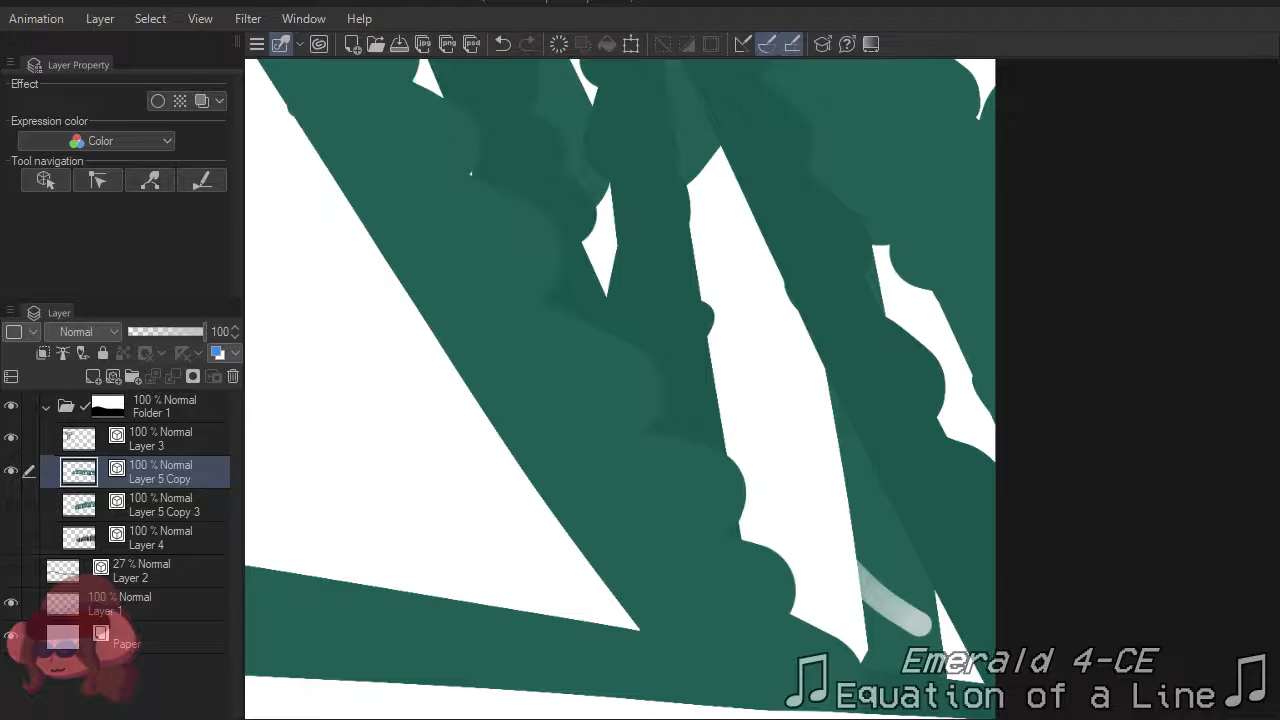 Animation Layer Select View Filter Window Help
Layer Property
Effect
Expression color
Color
Tool navigation
Layer
Normal 100
100 % Normal
Folder 1
100 % Normal
Layer 3
100 % Normal
Layer 5 Copy
100 % Normal
Layer 5 Copy 3
100 % Normal
Layer 4
27 % Normal
Layer 2
100 % Normal
Layer 1
Paper
Emerald 4-CE
Equation of a Line